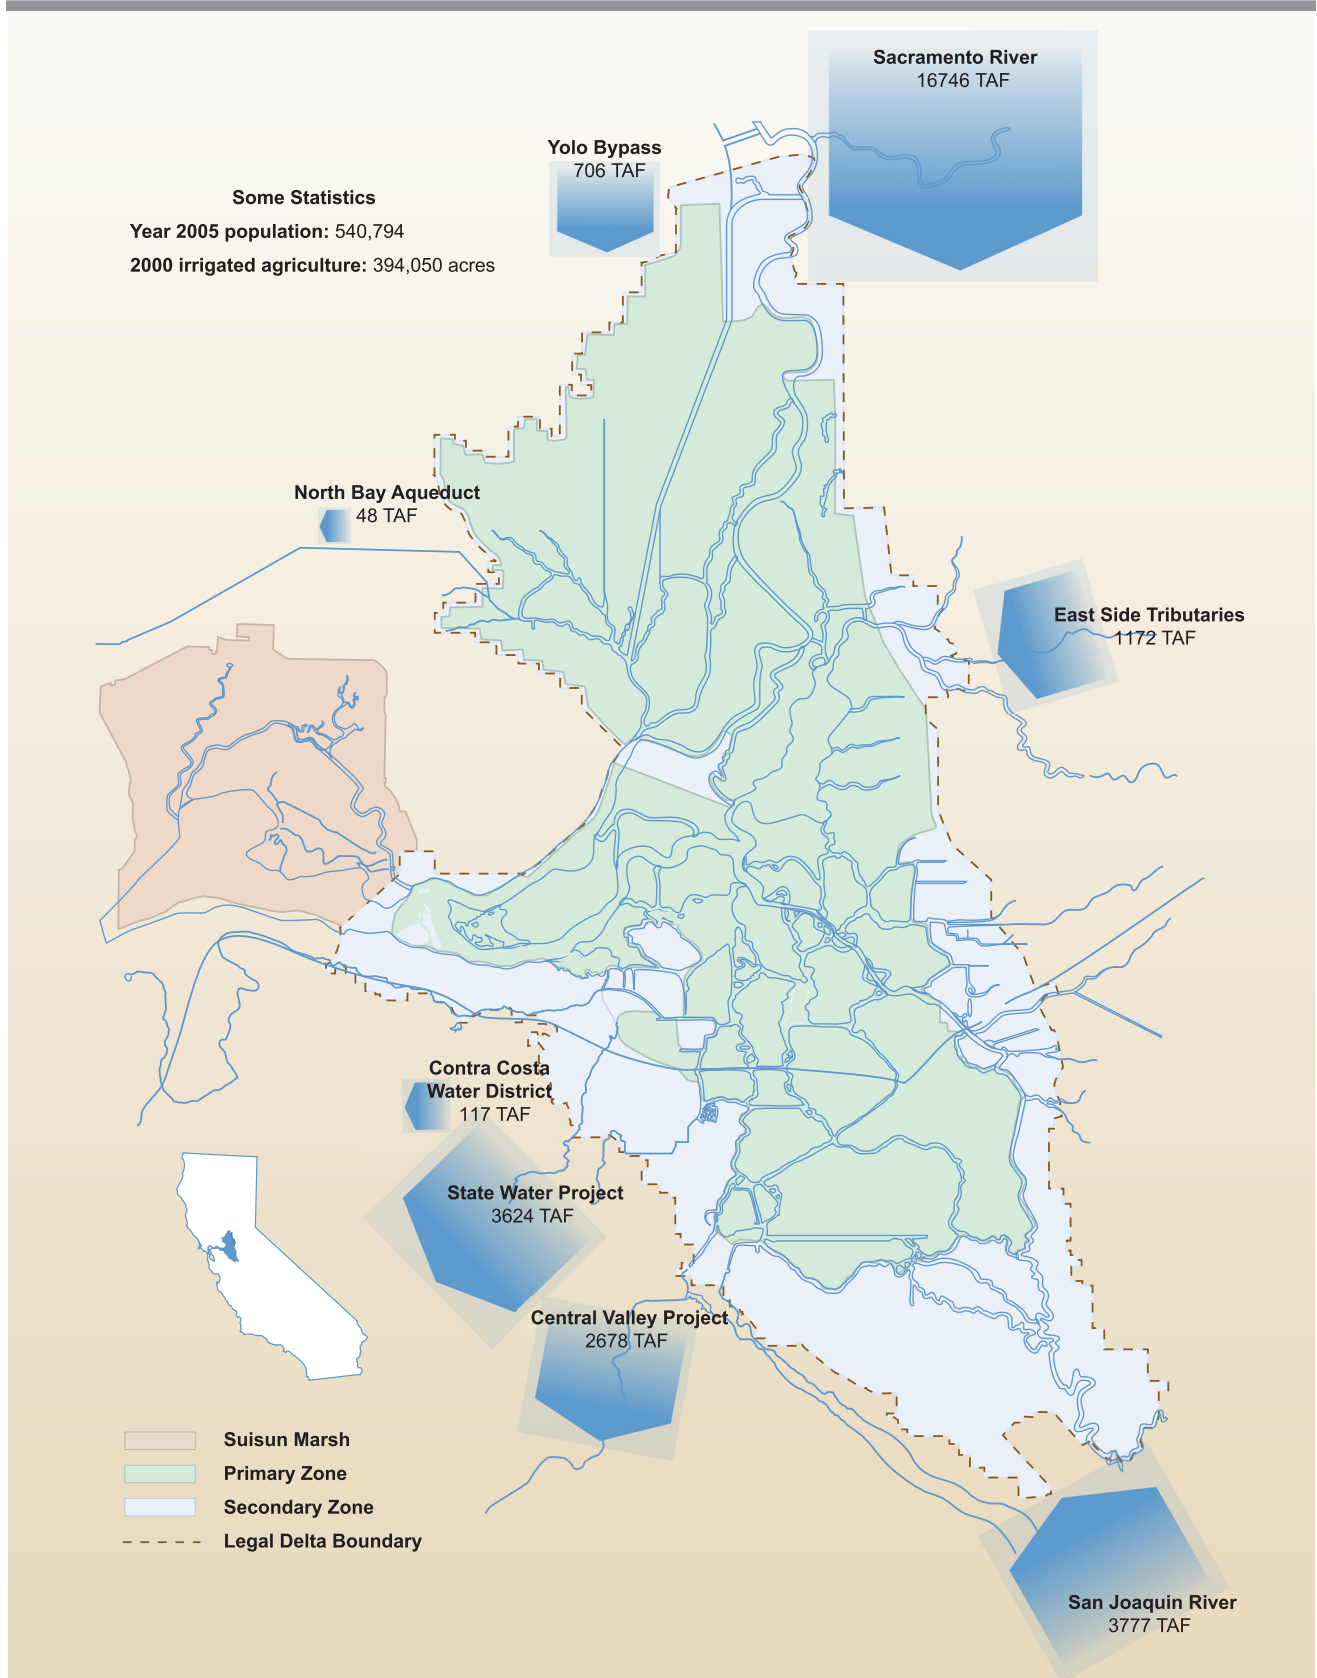 Sacramento River
16746 TAF
Yolo Bypass
706 TAF
Some Statistics
Year 2005 population: 540,794
2000 irrigated agriculture: 394,050 acres
North Bay Aqueduct
48 TAF
East Side Tributaries
1172 TAF
Contra Costa
Water District
117 TAF
State Water Project
3624 TAF
Central Valley Project
2678 TAF
Suisun Marsh
Primary Zone
Secondary Zone
Legal Delta Boundary
San Joaquin River
3777 TAF